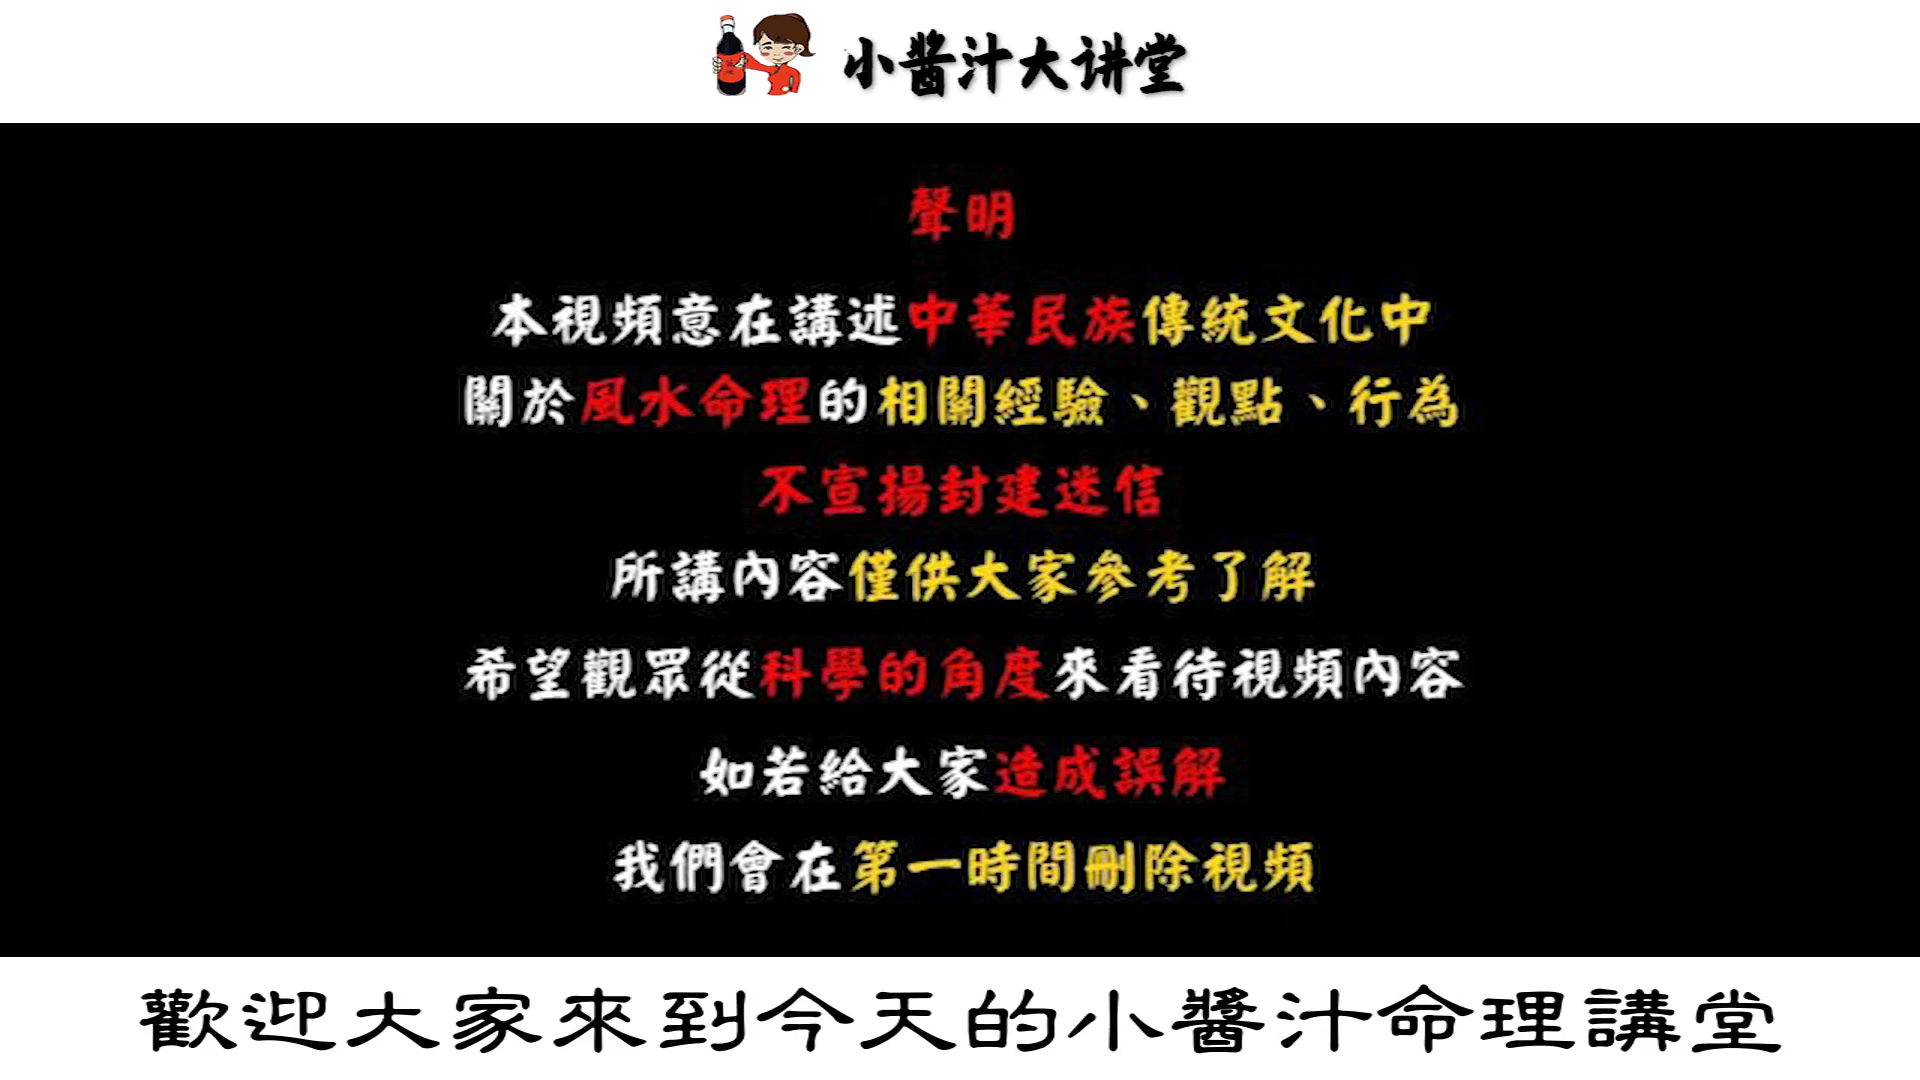 小醬汁大讲堂
聲明
本視頻意在講述中華民族傳統文化中
關於風水命理的相關經驗、觀點、行為
不宣揚封建迷信
所講內容僅供大家參考了解
希望觀眾從科學的角度來看待視頻內容
如若給大家造成誤解
我們會在第一時間刪除視頻
歡迎大家來到今天的小醬汁命理講堂